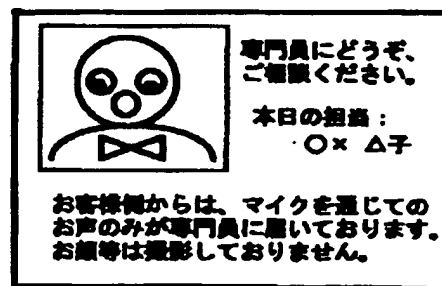 専門員にどうぞ、
ご相談ください。
本日の担当：
○× △子
お客様側からは、マイクを通じての
お声のみが専門員に届いております。
お顔等は撮影しておりません。